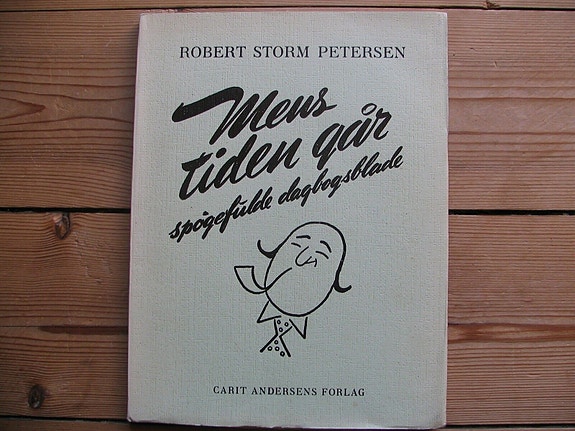 ROBERT STORM PETERSEN
Mens
tiden går
spøgefulde dagbogsblade
CARIT ANDERSENS FORLAG